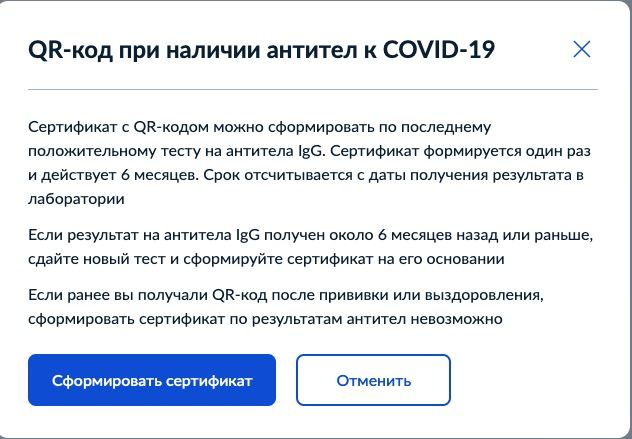 QR-код при наличии антител к COVID-19
Сертификат с QR-кодом можно сформировать по последнему
положительному тесту на антитела IgG. Сертификат формируется один раз
и действует 6 месяцев. Срок отсчитывается с даты получения результата в
лаборатории
Если результат на антитела IgG получен около 6 месяцев назад или раньше,
сдайте новый тест и сформируйте сертификат на его основании
Если ранее вы получали QR-код после прививки или выздоровления,
сформировать сертификат по результатам антител невозможно
Сформировать сертификат
Отменить